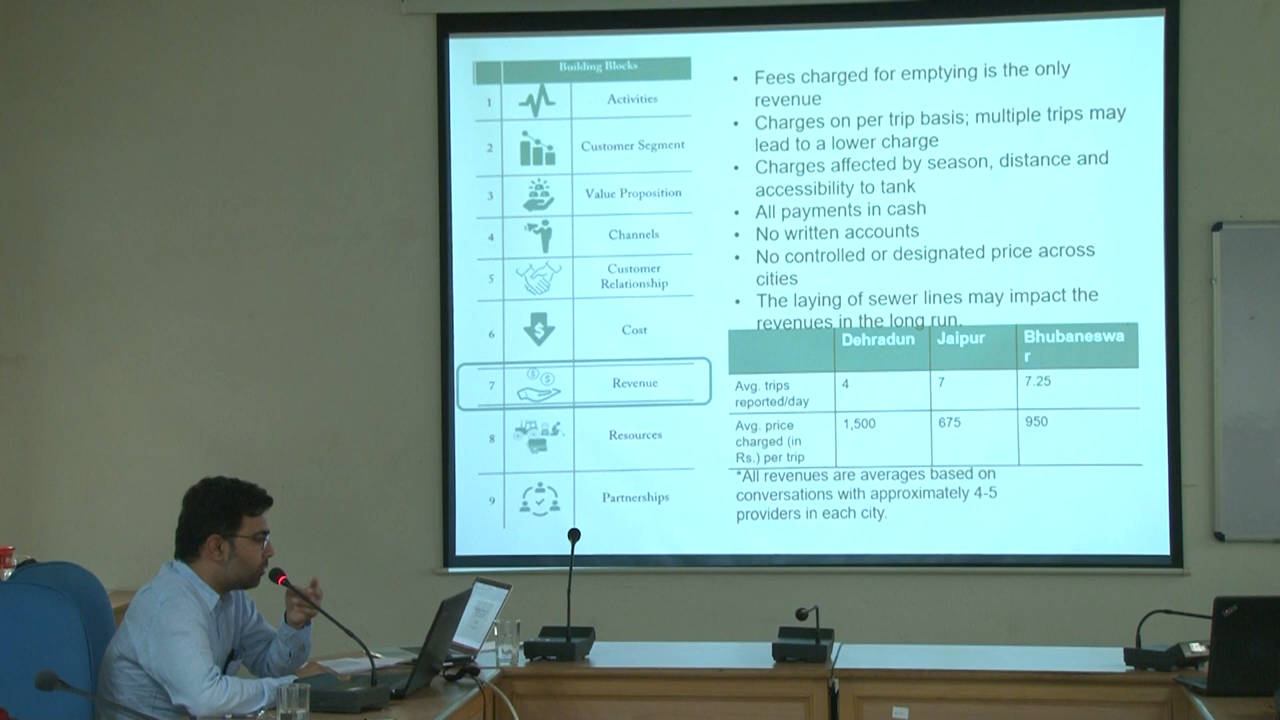 Building Blocks
1 Activities
2 Customer Segment
3 Value Proposition
4 Channels
5 Customer
Relationship
6 Cost
7 Revenue
8 Resources
9 Partnerships
• Fees charged for emptying is the only
revenue
• Charges on per trip basis; multiple trips may
lead to a lower charge
• Charges affected by season, distance and
accessibility to tank
• All payments in cash
• No written accounts
• No controlled or designated price across
cities
• The laying of sewer lines may impact the
revenues in the long run.
Dehradun Jaipur Bhubaneswa
r
Avg. trips 4 7 7.25
reported/day
Avg. price 1,500 675 950
charged (in
Rs.) per trip
*All revenues are averages based on
conversations with approximately 4-5
providers in each city.